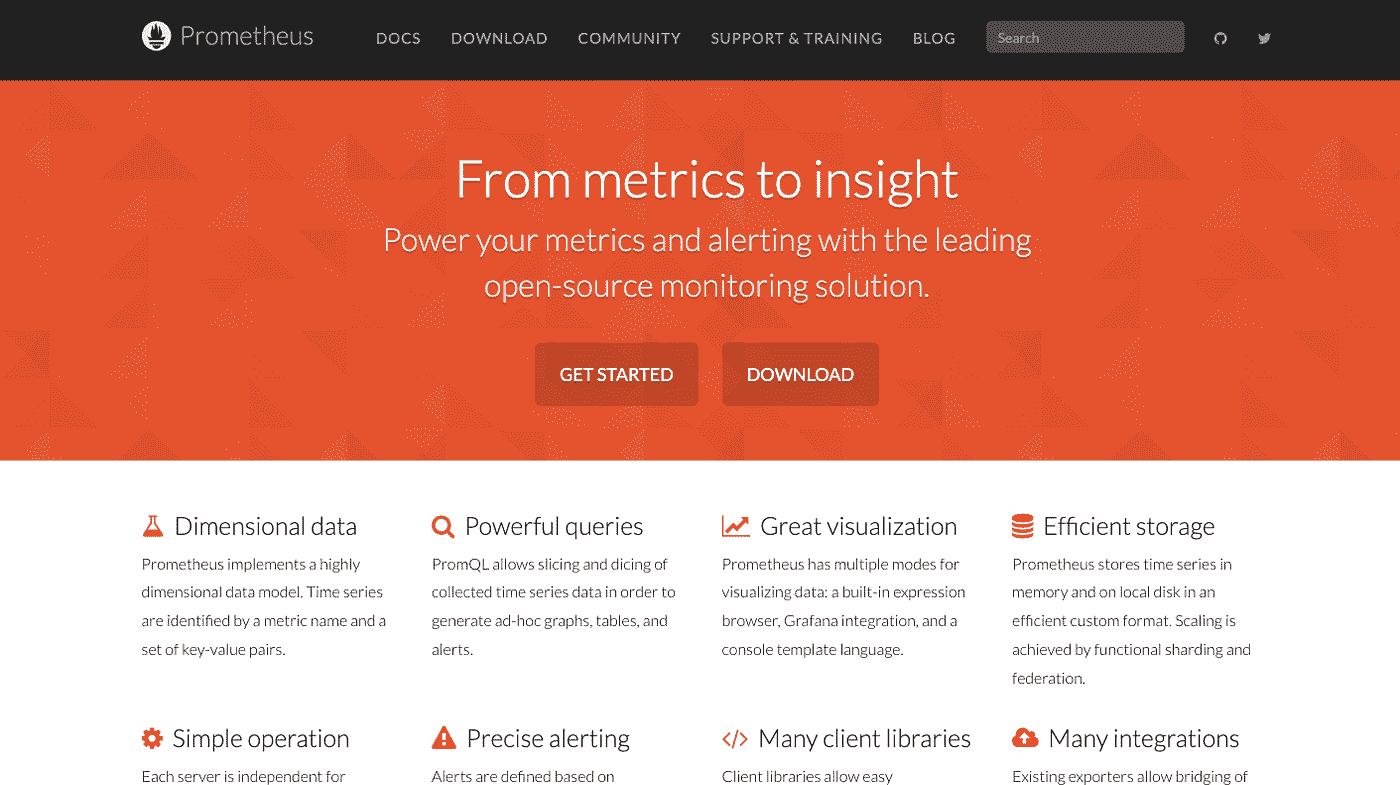 Prometheus
DOCS
DOWNLOAD
COMMUNITY
SUPPORT & TRAINING
BLOG
Search
From metrics to insight
Power your metrics and alerting with the leading
open-source monitoring solution.
GET STARTED
DOWNLOAD
Dimensional data
Prometheus implements a highly
dimensional data model. Time series
are identified by a metric name and a
set of key-value pairs.
Powerful queries
PromQL allows slicing and dicing of
collected time series data in order to
generate ad-hoc graphs, tables, and
alerts.
Great visualization
Prometheus has multiple modes for
visualizing data: a built-in expression
browser, Grafana integration, and a
console template language.
Efficient storage
Prometheus stores time series in
memory and on local disk in an
efficient custom format. Scaling is
achieved by functional sharding and
federation.
Simple operation
Each server is independent for
Precise alerting
Alerts are defined based on
Many client libraries
Client libraries allow easy
Many integrations
Existing exporters allow bridging of